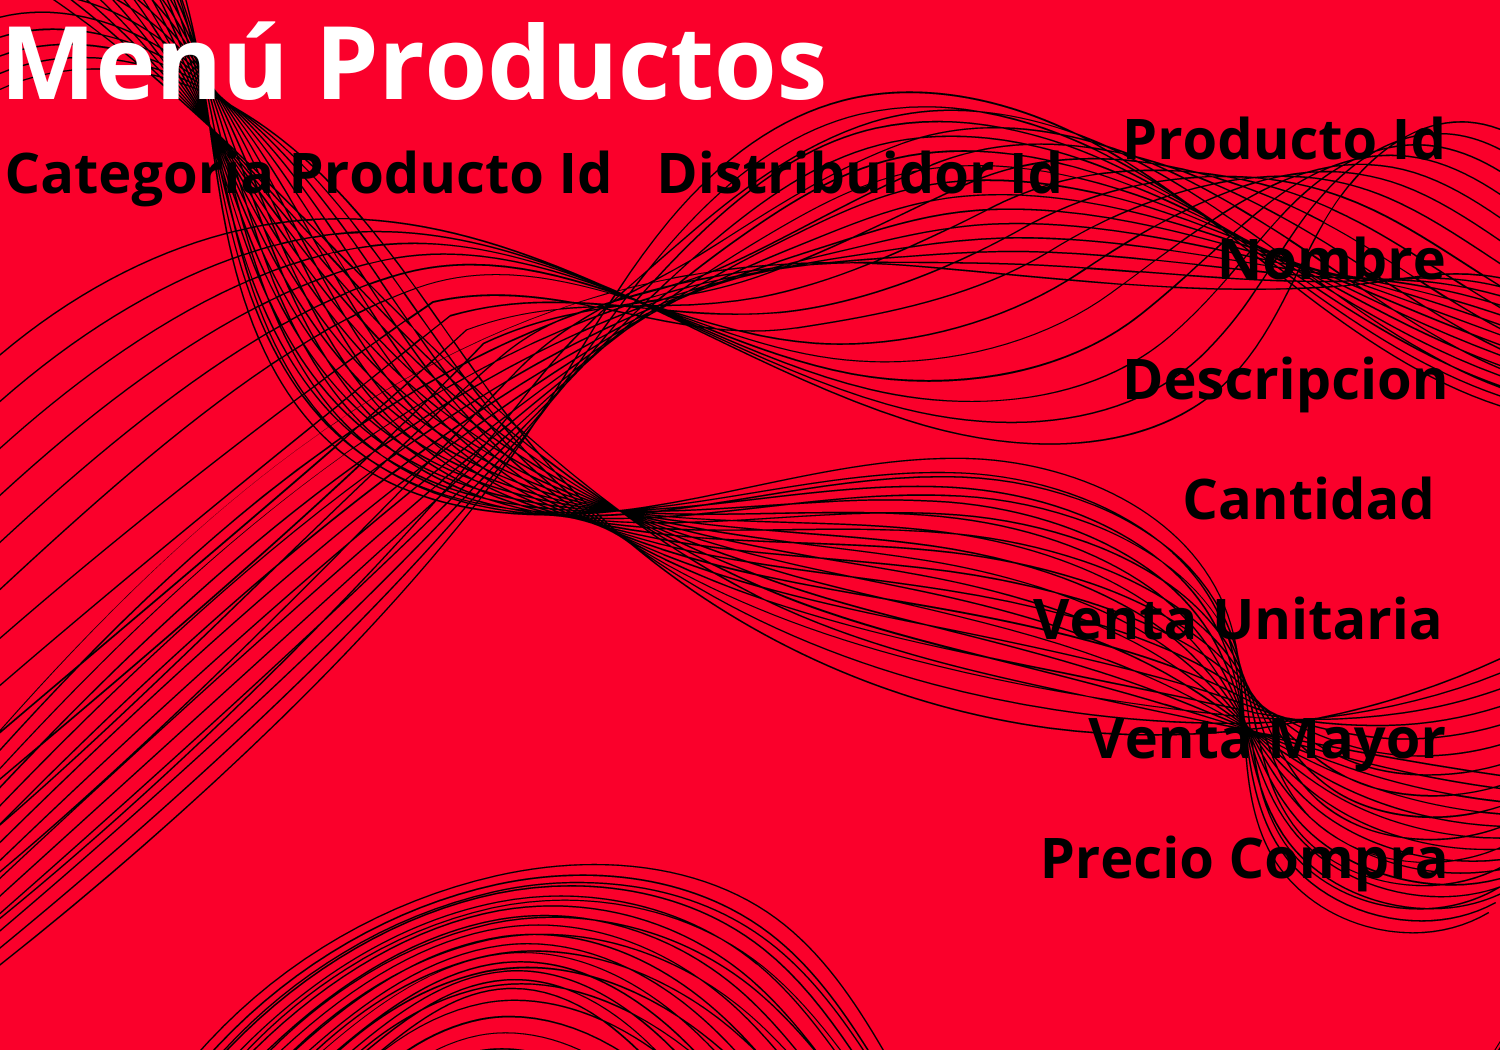 Menú Productos
Categoria Producto Id Distribuidor Id
Producto Id
Nombre
Descripcion
Cantidad
Venta Unitaria
Venta Mayor
Precio Compra